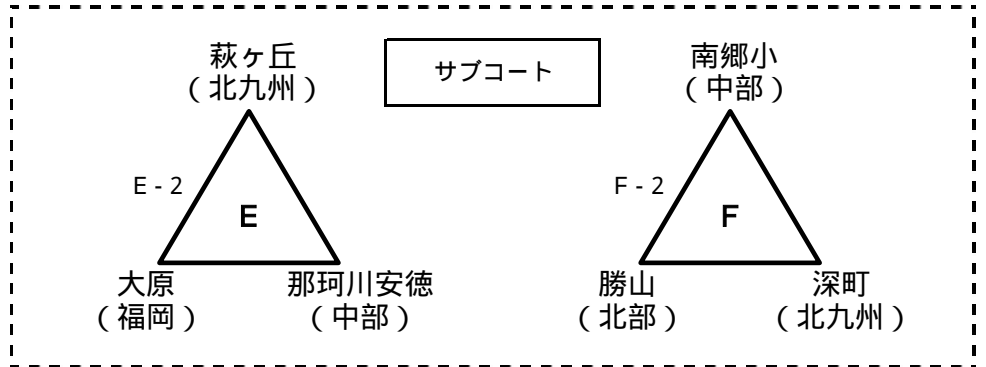 萩ヶ丘
（北九州）
サブコート
南郷小
（中部）
E - 2
E
F - 2
F
大原
（福岡）
那珂川安徳
（中部）
勝山
（北部）
深町
（北九州）